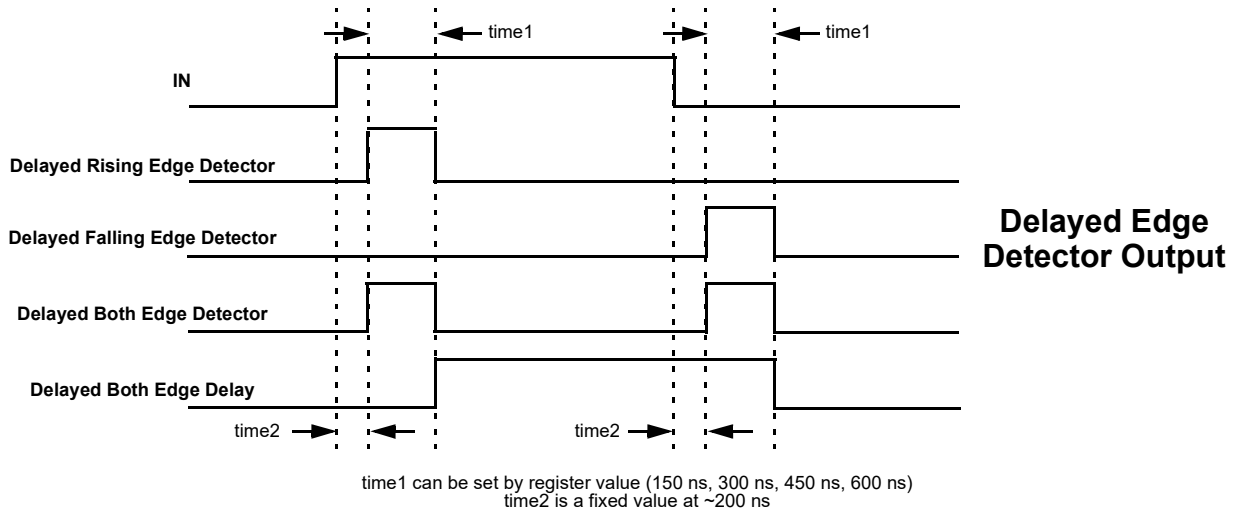 time1
time1
IN
Delayed Rising Edge Detector
Delayed Falling Edge Detector
Delayed Edge
Detector Output
Delayed Both Edge Detector
Delayed Both Edge Delay
time2
time2
time1 can be set by register value (150 ns, 300 ns, 450 ns, 600 ns)
time2 is a fixed value at ~200 ns